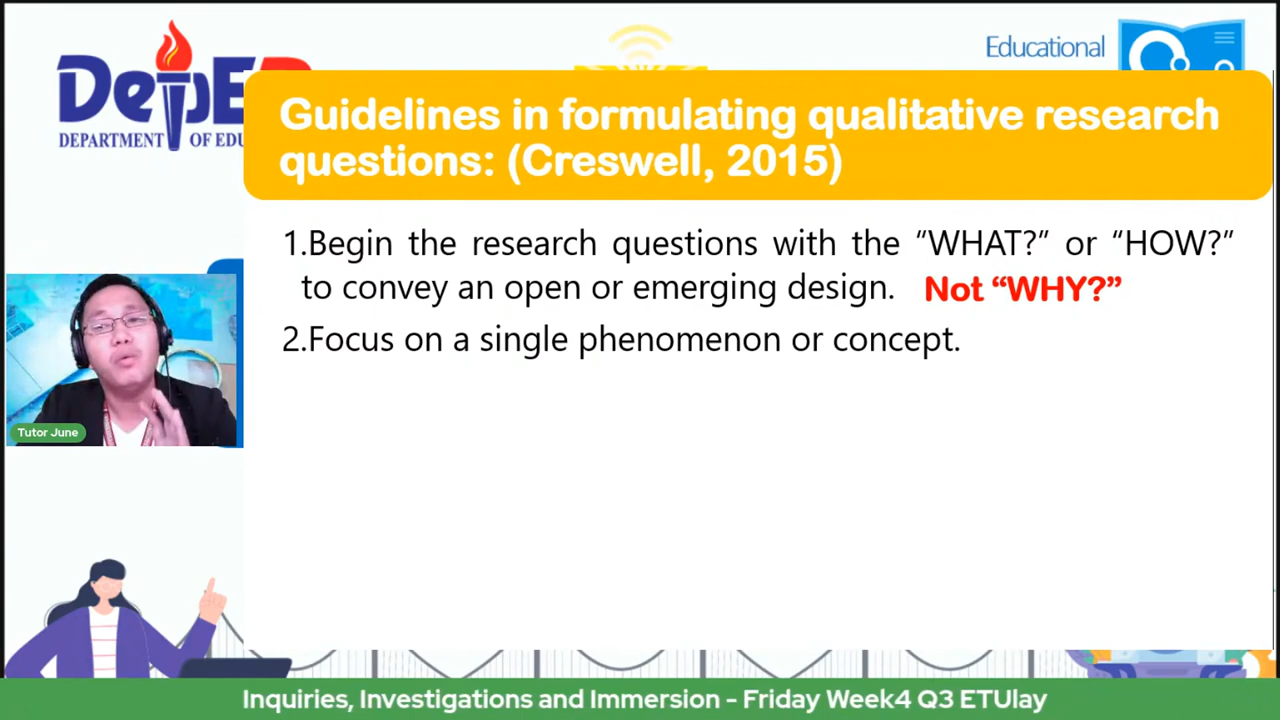 Educational
DepE
DEPARTMENT OF EDU
Guidelines in formulating qualitative research
questions: (Creswell, 2015)
1.Begin the research questions with the “WHAT?” or “HOW?”
to convey an open or emerging design. Not “WHY?”
2.Focus on a single phenomenon or concept.
Tutor June
Inquiries, Investigations and Immersion - Friday Week4 Q3 ETUlay